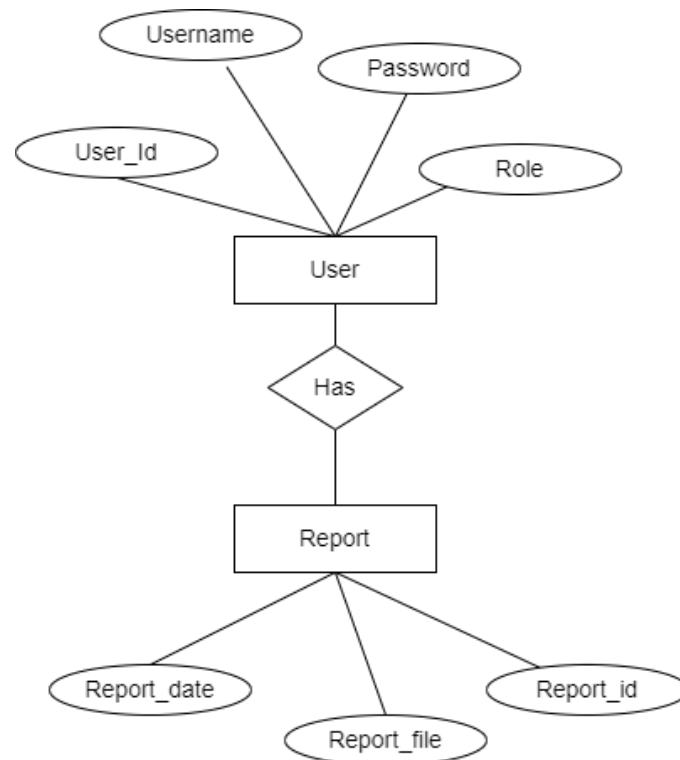 Username
Password
User_Id
Role
User
Has
Report
Report_date
Report_id
Report_file